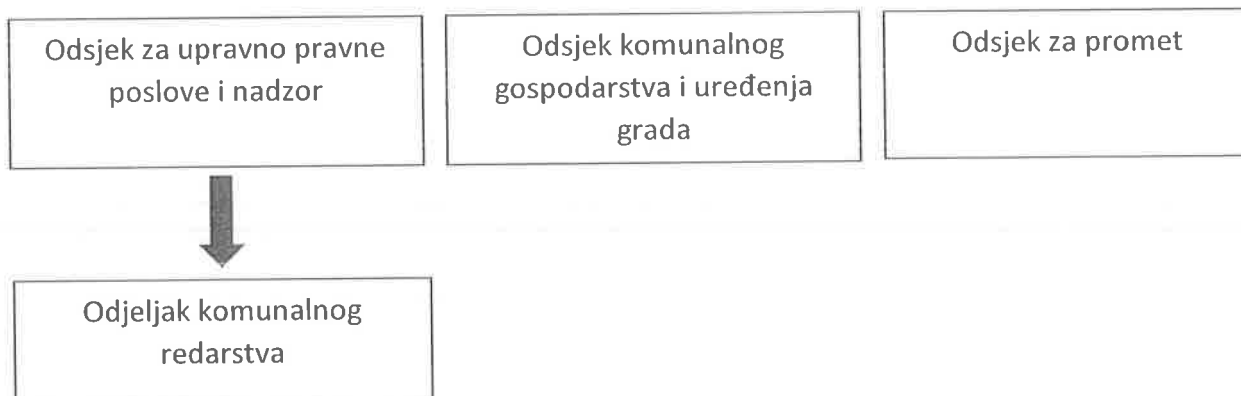 Odsjek za upravno pravne
poslove i nadzor
Odsjek komunalnog
gospodarstva i uređenja
grada
Odsjek za promet
Odjeljak komunalnog
redarstva